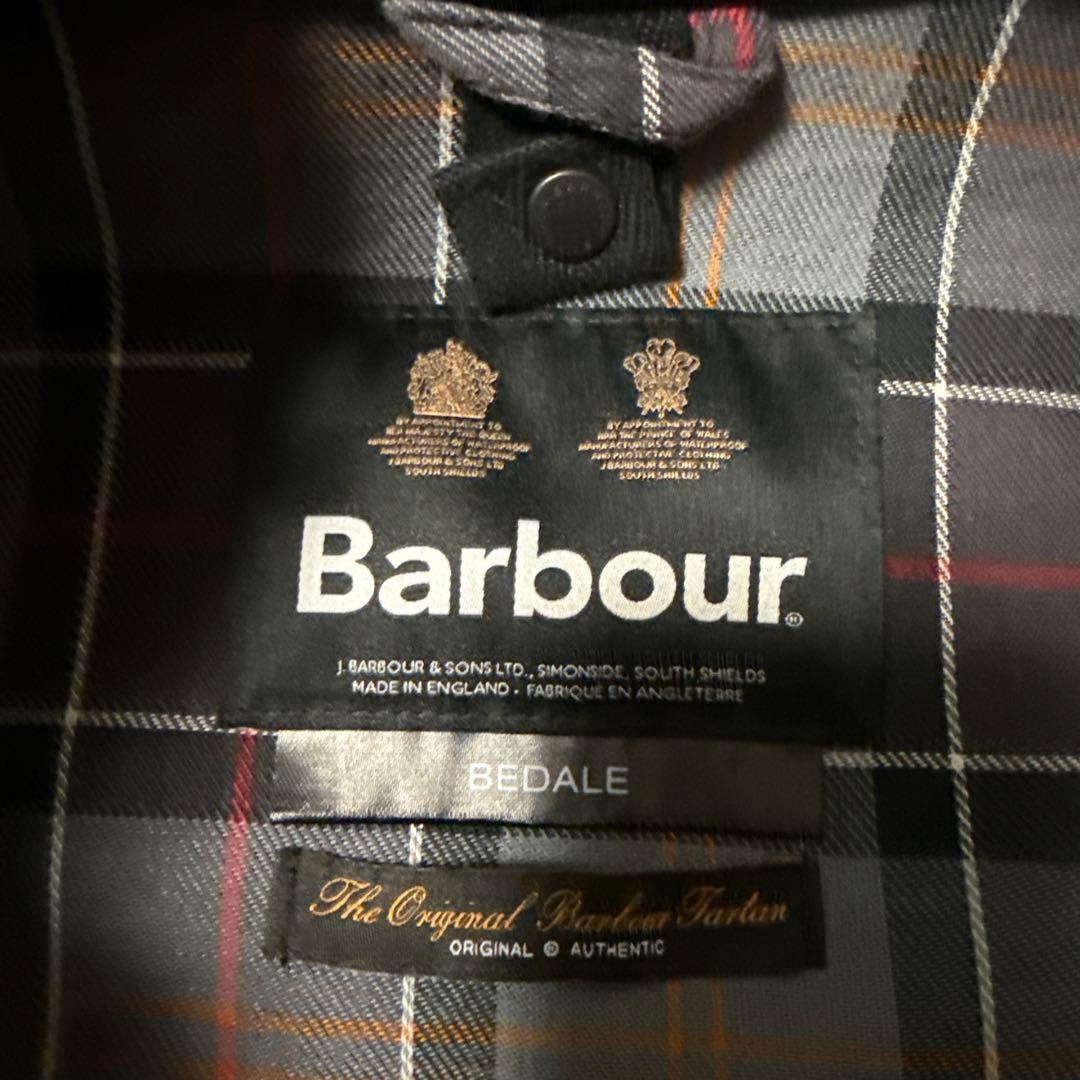 BY APPOINTMENT TO
HER MAJESTY THE QUEEN
MANUFACTURERS OF WATERPROOF
AND PROTECTIVE CLOTHING
J BARBOUR & SONS LTD
SOUTH SHIELDS
BY APPOINTMENT TO
HRH THE PRINCE OF WALES
MANUFACTURERS OF WATERPROOF
AND PROTECTIVE CLOTHING
J BARBOUR & SONS LTD
SOUTH SHIELDS
Barbour®
J. BARBOUR & SONS LTD., SIMONSIDE, SOUTH SHIELDS
MADE IN ENGLAND - FABRIQUE EN ANGLETERRE
BEDALE
The Original Barbour Tartan
ORIGINAL ® AUTHENTIC